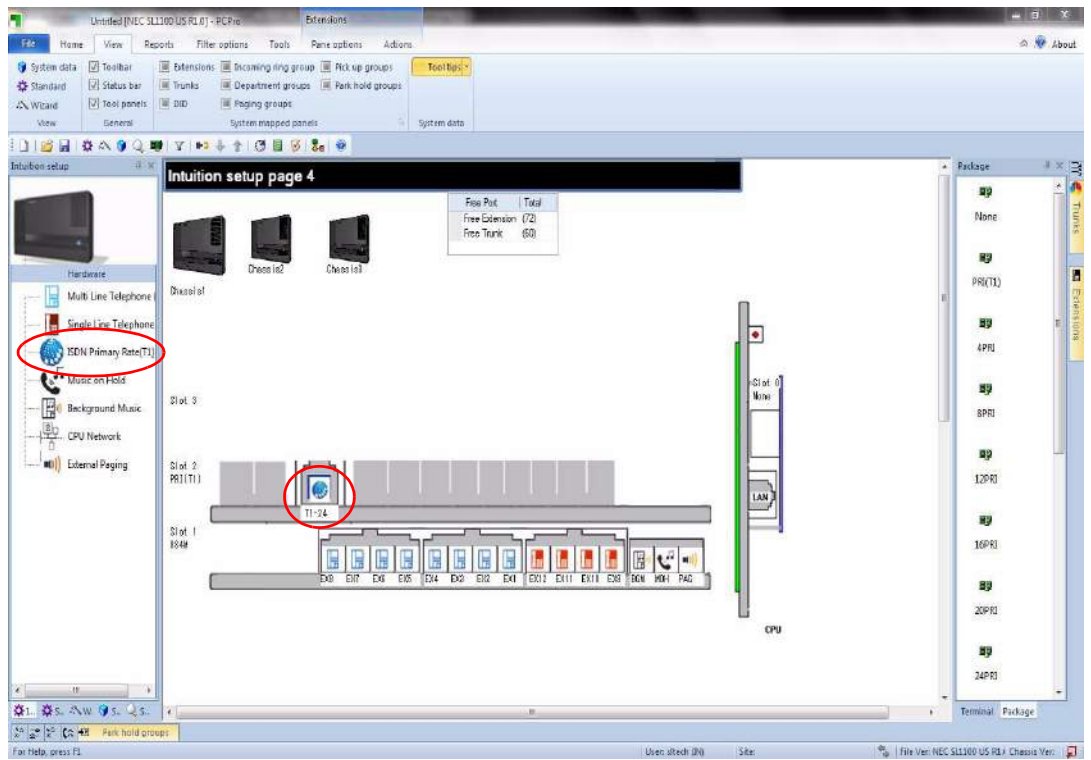 Untitled [NEC SL1100 US R1.0] - PCPro
Extensions
File Home View Reports Filter options Tools Pane options Actions
About
System data Toolbar Extensions Incoming ring group Pick up groups Tool tips
Standard Status bar Trunks Department groups Park hold groups
Wizard Tool panels DID Paging groups
View General System mapped panels System data
Intuition setup
Hardware
Multi Line Telephone
Single Line Telephone
ISDN Primary Rate(T1)
Music on Hold
Background Music
CPU Network
External Paging
Intuition setup page 4
Free Port Total
Free Extension (72)
Free Trunk (60)
Chassis1
Chassis2
Chassis3
Slot 3
Slot 2
PRI(T1)
T1-24
Slot 1
EX8 EX7 EX6 EX5 EX4 EX3 EX2 EX1 EX12 EX11 EX10 EX9 BGM MOH PAG
Slot 0
None
LAN
CPU
Package
None
PRI(T1)
4PRI
8PRI
12PRI
16PRI
20PRI
24PRI
Terminal Package
Trunks
Extensions
1.. S.. W S.. S..
Park hold groups
For Help, press F1
User: sltech (IN)
Site:
File Ver: NEC SL1100 US R1.
Chassis Ver: